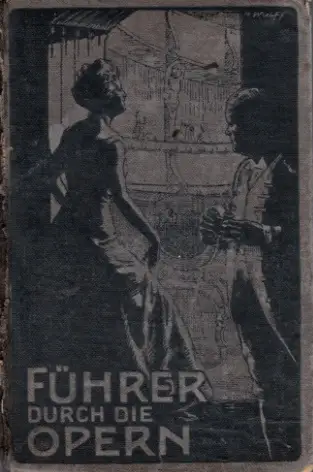 FÜHRER
DURCH DIE
OPERN